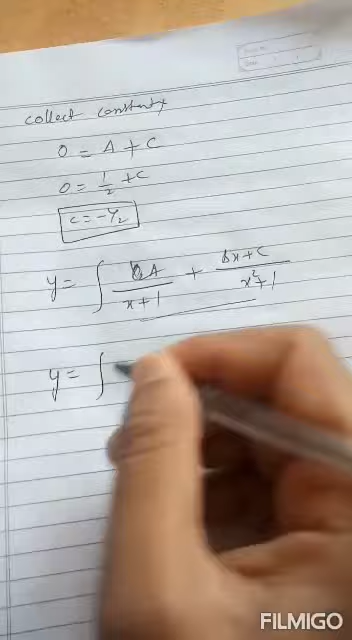 collect constants
0 = A + C
0 = 1/2 + C
C = -1/2
y = ∫ A/x+1 + Bx+C/x²+1
y = ∫
FILMIGO